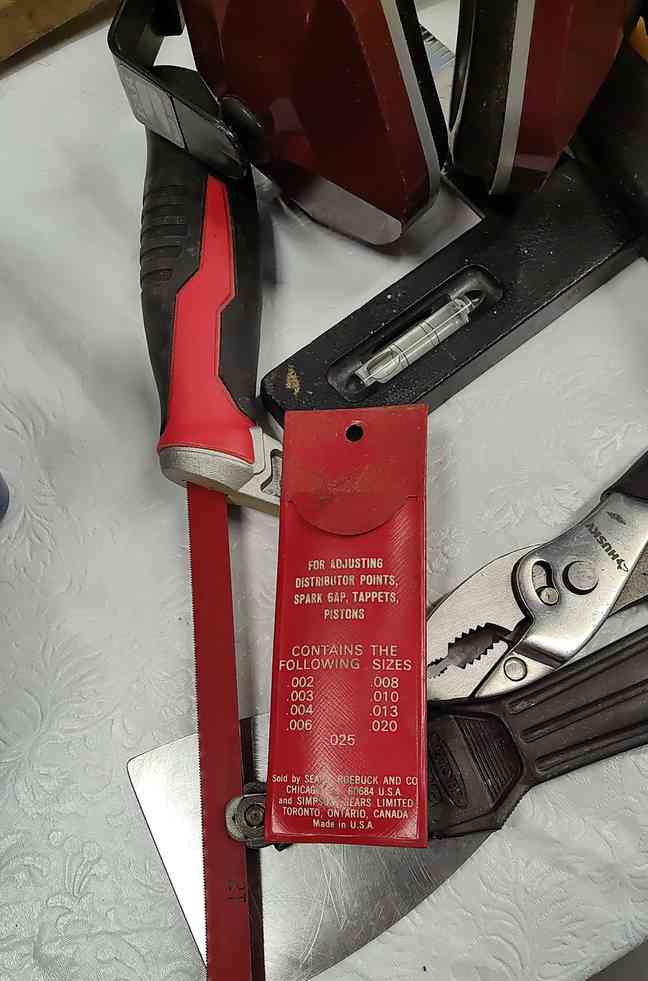 FOR ADJUSTING
DISTRIBUTOR POINTS,
SPARK GAP, TAPPETS,
PISTONS
CONTAINS THE
FOLLOWING SIZES
.002 .008
.003 .010
.004 .013
.006 .020
.025
Sold by ROEBUCK AND CO
60684 U.S.A.
and LIMITED
TORONTO, ONTARIO, CANADA
Made in U.S.A.
HUSKY